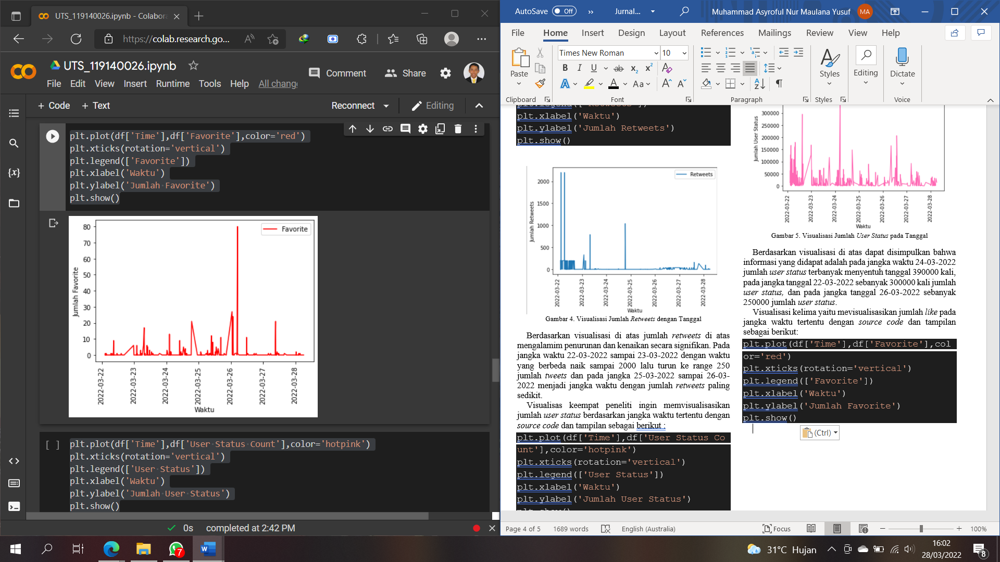 UTS_119140026.ipynb - Colabora
https://colab.research.go...
UTS_119140026.ipynb
File Edit View Insert Runtime Tools Help All chang
Comment
Share
+ Code + Text
Reconnect
Editing
plt.plot(df['Time'],df['Favorite'],color='red')
plt.xticks(rotation='vertical')
plt.legend(['Favorite'])
plt.xlabel('Waktu')
plt.ylabel('Jumlah Favorite')
plt.show()
Favorite
80
70
60
50
40
30
20
10
0
Jumlah Favorite
2022-03-22
2022-03-23
2022-03-24
2022-03-25
2022-03-26
2022-03-27
2022-03-28
Waktu
[ ]
plt.plot(df['Time'],df['User Status Count'],color='hotpink')
plt.xticks(rotation='vertical')
plt.legend(['User Status'])
plt.xlabel('Waktu')
plt.ylabel('Jumlah User Status')
plt.show()
0s completed at 2:42 PM
AutoSave Off
Jurnal...
Muhammad Asyroful Nur Maulana Yusuf MA
File Home Insert Design Layout References Mailings Review View Help
Times New Roman 10
Paste
Styles
Editing
Dictate
Clipboard
Font
Paragraph
Styles
Voice
plt.legend(['Retweets'])
plt.xlabel('Waktu')
plt.ylabel('Jumlah Retweets')
plt.show()
Retweets
2000
1500
1000
500
0
Jumlah Retweets
2022-03-22
2022-03-23
2022-03-24
2022-03-25
2022-03-26
2022-03-27
2022-03-28
Waktu
Gambar 4. Visualisasi Jumlah Retweets dengan Tanggal
Berdasarkan visualisasi di atas jumlah retweets di atas
mengalamim penurunan dan kenaikan secara signifikan. Pada
jangka waktu 22-03-2022 sampai 23-03-2022 dengan waktu
yang berbeda naik sampai 2000 lalu turun ke range 250
jumlah tweets dan pada jangka 25-03-2022 sampai 26-03-
2022 menjadi jangka waktu dengan jumlah retweets paling
sedikit.
Visualisas keempat peneliti ingin memvisualisasikan
jumlah user status berdasarkan jangka waktu tertentu dengan
source code dan tampilan sebagai berikut :
plt.plot(df['Time'],df['User Status Co
unt'],color='hotpink')
plt.xticks(rotation='vertical')
plt.legend(['User Status'])
plt.xlabel('Waktu')
plt.ylabel('Jumlah User Status')
plt.show()
300000
250000
200000
150000
100000
50000
0
Jumlah User Status
2022-03-22
2022-03-23
2022-03-24
2022-03-25
2022-03-26
2022-03-27
2022-03-28
Waktu
Gambar 5. Visualisasi Jumlah User Status pada Tanggal
Berdasarkan visualisasi di atas dapat disimpulkan bahwa
informasi yang didapat adalah pada jangka waktu 24-03-2022
jumlah user status terbanyak menyentuh tanggal 390000 kali,
pada jangka tanggal 22-03-2022 sebanyak 300000 kali jumlah
user status, dan pada jangka tanggal 26-03-2022 sebanyak
250000 jumlah user status.
Visualisasi kelima yaitu mevisualisasikan jumlah like pada
jangka waktu tertentu dengan source code dan tampilan
sebagai berikut:
plt.plot(df['Time'],df['Favorite'],col
or='red')
plt.xticks(rotation='vertical')
plt.legend(['Favorite'])
plt.xlabel('Waktu')
plt.ylabel('Jumlah Favorite')
plt.show()
(Ctrl)
Page 4 of 5 1689 words English (Australia) Focus 100%
7
31°C Hujan
16:02
28/03/2022
8